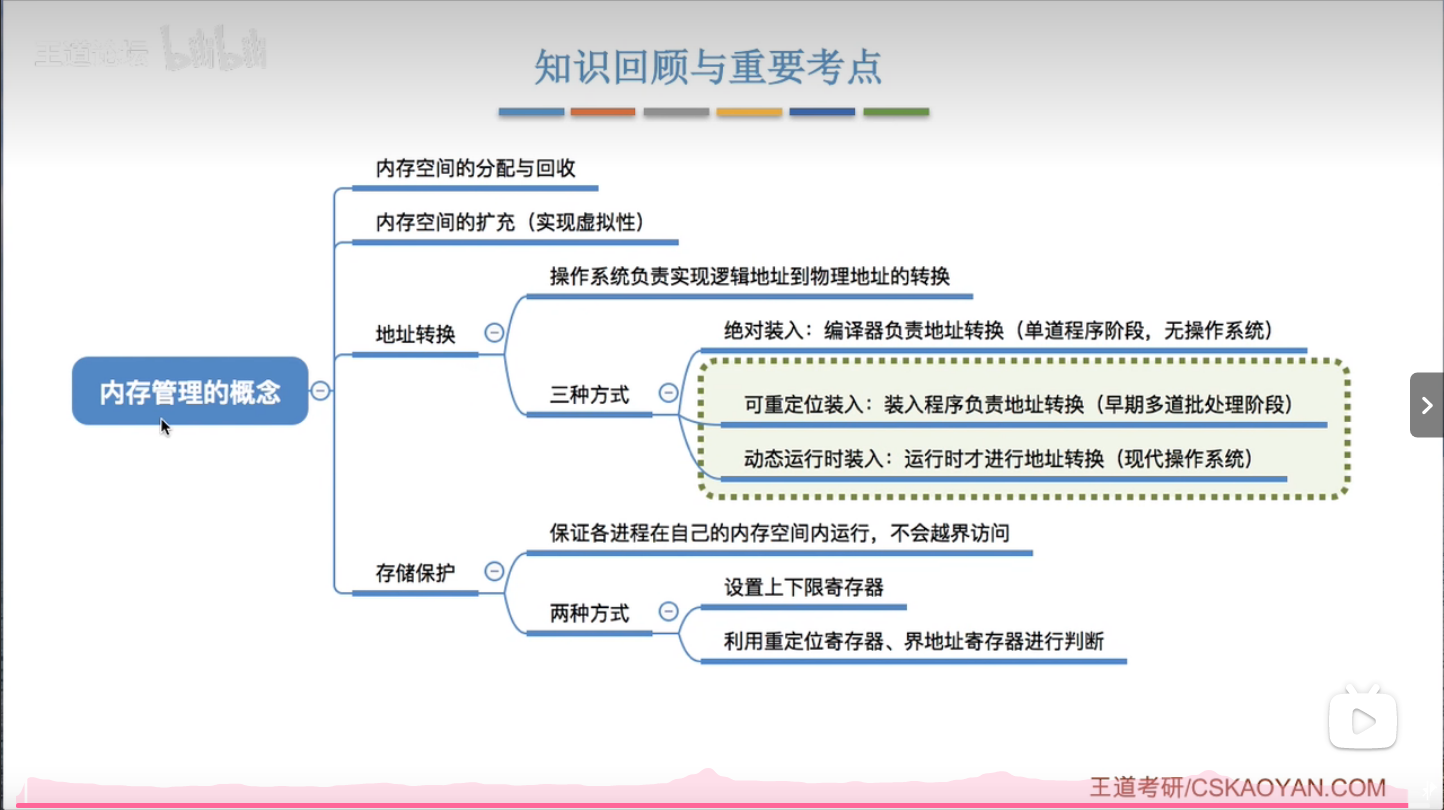 王道论坛 bilibili
知识回顾与重要考点
内存空间的分配与回收
内存空间的扩充（实现虚拟性）
操作系统负责实现逻辑地址到物理地址的转换
绝对装入：编译器负责地址转换（单道程序阶段，无操作系统）
地址转换
三种方式
内存管理的概念
可重定位装入：装入程序负责地址转换（早期多道批处理阶段）
动态运行时装入：运行时才进行地址转换（现代操作系统）
保证各进程在自己的内存空间内运行，不会越界访问
存储保护
设置上下限寄存器
两种方式
利用重定位寄存器、界地址寄存器进行判断
王道考研/CSKAOYAN.COM